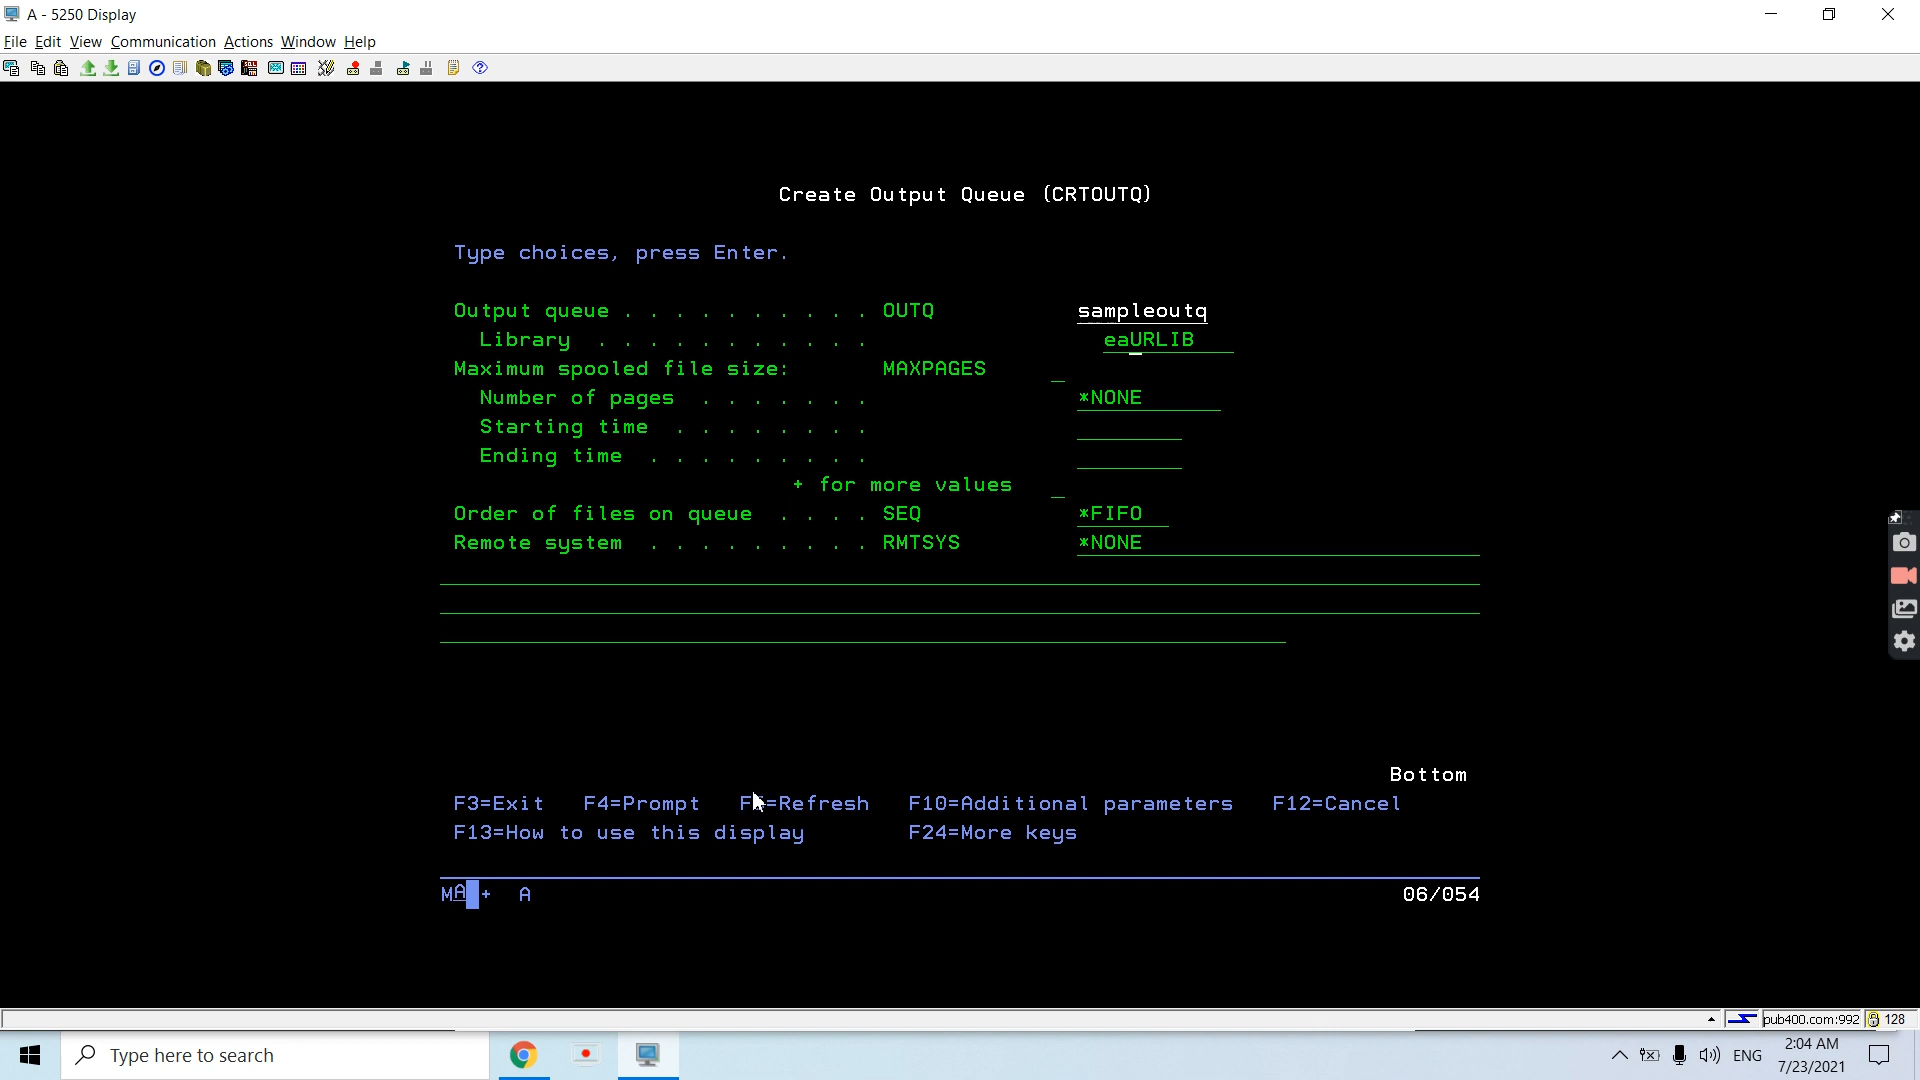 A - 5250 Display
File Edit View Communication Actions Window Help
Create Output Queue (CRTOUTQ)
Type choices, press Enter.
Output queue . . . . . . . . . . OUTQ sampleoutq
Library . . . . . . . . . . . eaURLIB
Maximum spooled file size: MAXPAGES _
Number of pages . . . . . . . *NONE
Starting time . . . . . . . .
Ending time . . . . . . . . .
+ for more values _
Order of files on queue . . . . SEQ *FIFO
Remote system . . . . . . . . . RMTSYS *NONE
Bottom
F3=Exit F4=Prompt F =Refresh F10=Additional parameters F12=Cancel
F13=How to use this display F24=More keys
MA + A 06/054
pub400.com:992 128
Type here to search
ENG
2:04 AM
7/23/2021